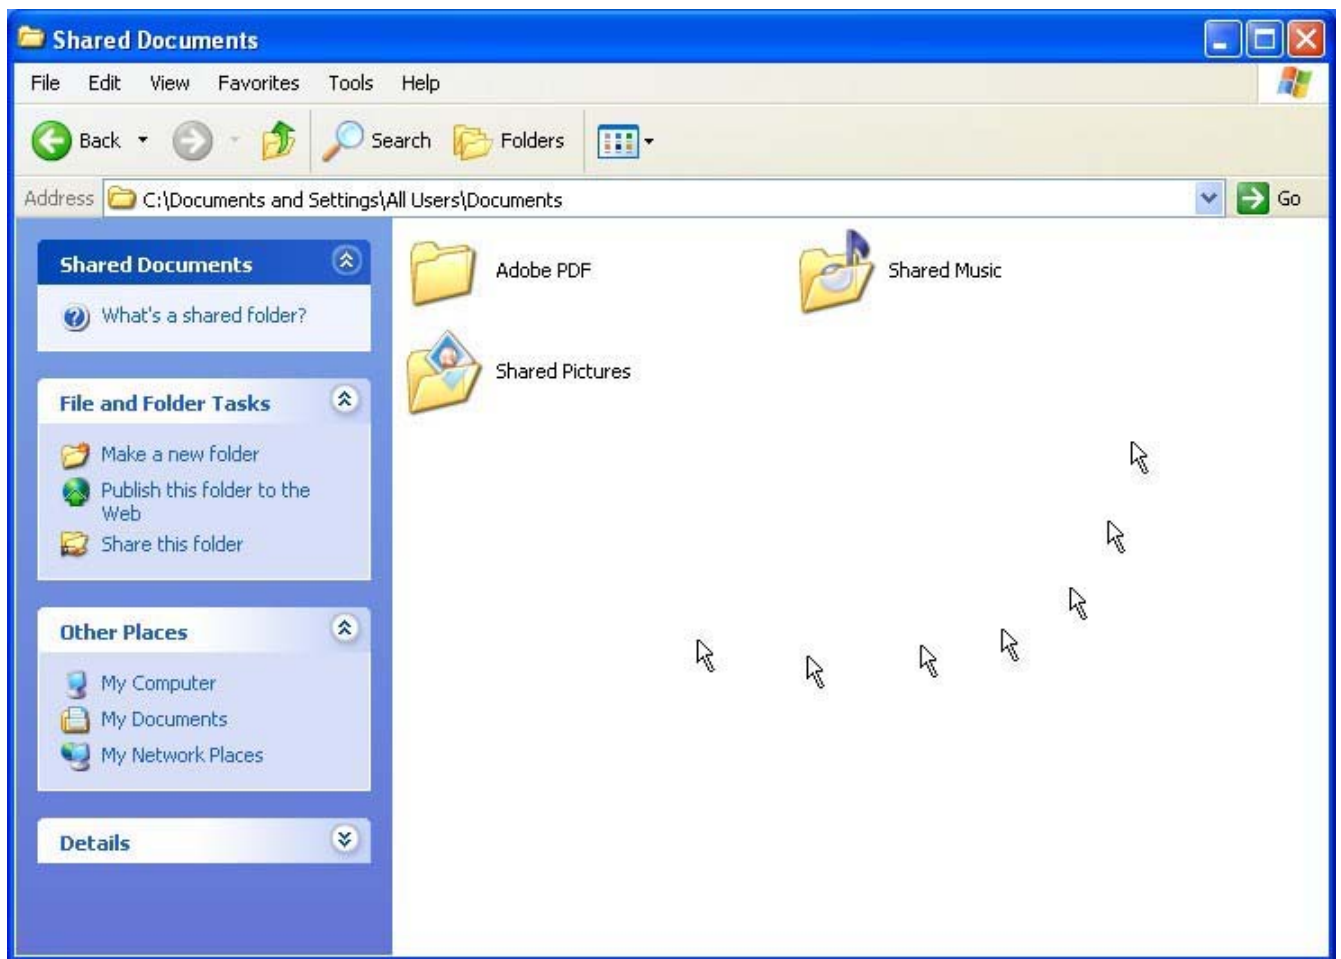 Shared Documents
File Edit View Favorites Tools Help
Back Search Folders
Address C:\Documents and Settings\All Users\Documents Go
Shared Documents
What's a shared folder?
File and Folder Tasks
Make a new folder
Publish this folder to the
Web
Share this folder
Other Places
My Computer
My Documents
My Network Places
Details
Adobe PDF
Shared Music
Shared Pictures